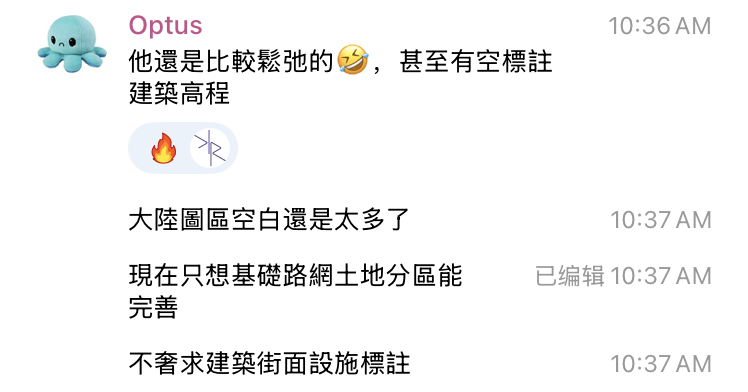 Optus 10:36 AM
他還是比較鬆弛的🤣，甚至有空標註
建築高程
大陸圖區空白還是太多了 10:37 AM
現在只想基礎路網土地分區能 已编辑 10:37 AM
完善
不奢求建築街面設施標註 10:37 AM